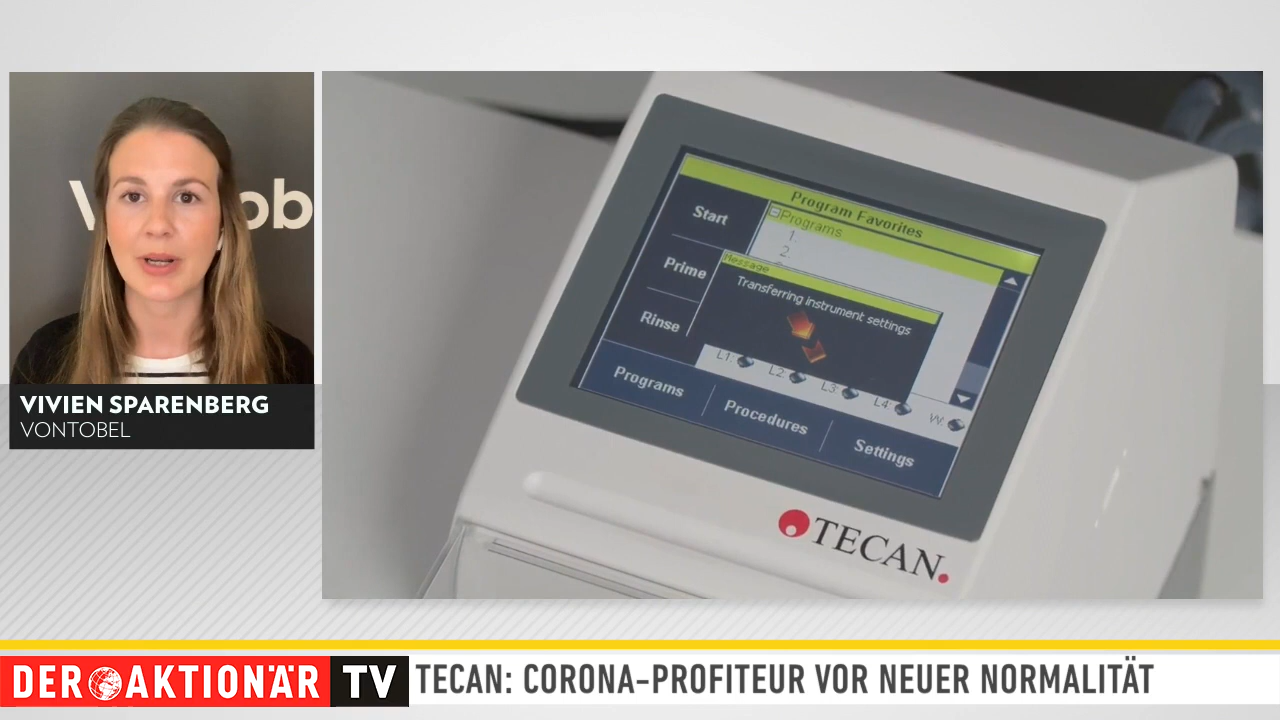 VIVIEN SPARENBERG
VONTOBEL
Program Favorites
Start
Programs
1.
2.
Message
Prime
Transferring instrument settings
Rinse
L1:
L2:
L3:
L4:
W:
Programs
Procedures
Settings
TECAN.
DER AKTIONÄR TV
TECAN: CORONA-PROFITEUR VOR NEUER NORMALITÄT